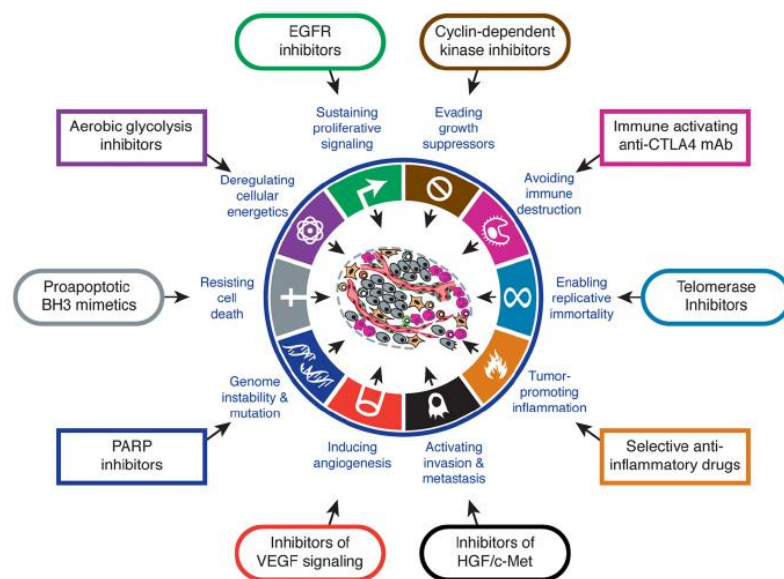 EGFR
inhibitors
Cyclin-dependent
kinase inhibitors
Sustaining
proliferative
signaling
Evading
growth
suppressors
Aerobic glycolysis
inhibitors
Immune activating
anti-CTLA4 mAb
Deregulating
cellular
energetics
Avoiding
immune
destruction
Proapoptotic
BH3 mimetics
Resisting
cell
death
Enabling
replicative
immortality
Telomerase
Inhibitors
Genome
instability &
mutation
Tumor-
promoting
inflammation
PARP
inhibitors
Inducing
angiogenesis
Activating
invasion &
metastasis
Selective anti-
inflammatory drugs
Inhibitors of
VEGF signaling
Inhibitors of
HGF/c-Met